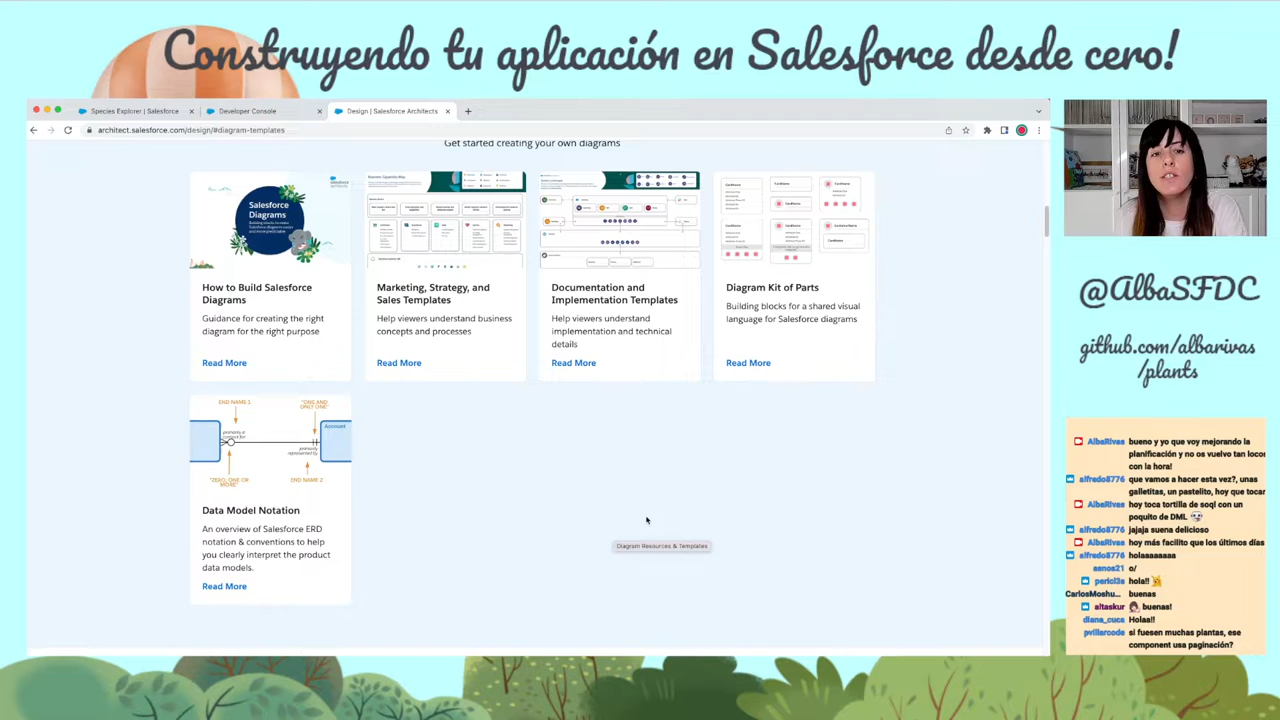 Construyendo tu aplicación en Salesforce desde cero!
Species Explorer | Salesforce
Developer Console
Design | Salesforce Architects
architect.salesforce.com/design/#diagram-templates
Get started creating your own diagrams
Salesforce
Diagrams
How to Build Salesforce
Diagrams
Guidance for creating the right
diagram for the right purpose
Read More
Marketing, Strategy, and
Sales Templates
Help viewers understand business
concepts and processes
Read More
Documentation and
Implementation Templates
Help viewers understand
implementation and technical
details
Read More
Diagram Kit of Parts
Building blocks for a shared visual
language for Salesforce diagrams
Read More
END NAME 1
"ONE AND
ONLY ONE"
Account
primarily a
contact for
primarily
represented by
"ZERO, ONE OR
MORE"
END NAME 2
Data Model Notation
An overview of Salesforce ERD
notation & conventions to help
you clearly interpret the product
data models.
Read More
Diagram Resources & Templates
@AlbaSFDC
github.com/albarivas
/plants
AlbaRivas bueno y yo que voy mejorando la
planificación y no os vuelvo tan locos
con la hora!
alfredo8776 que vamos a hacer esta vez?, unas
galletitas, un pastelito, hoy que tocar
AlbaRivas hoy toca tortilla de soql con un
poquito de DML
alfredo8776 jajaja suena delicioso
AlbaRivas hoy más facilito que los últimos días
alfredo8776 holaaaaaaaa
aenos21 o/
perici3s hola!!
CarlosMoshu... buenas
altaskur buenas!
diana_cucs Holaa!!
pvillarcode si fuesen muchas plantas, ese
component usa paginación?